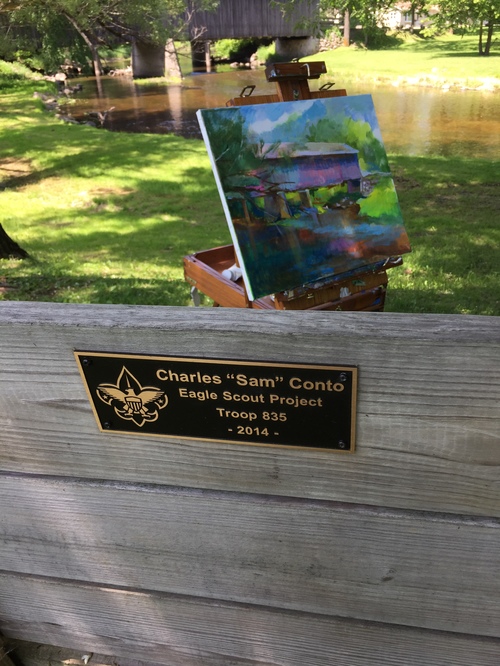 Charles “Sam” Conto
Eagle Scout Project
Troop 835
- 2014 -